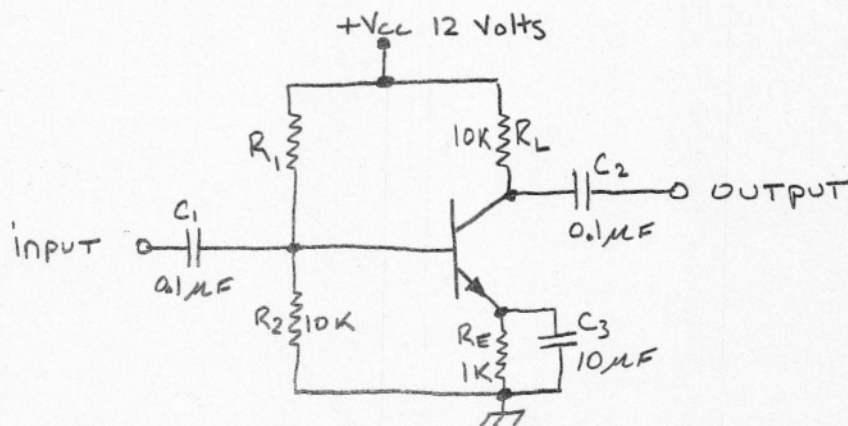 +Vcc 12 Volts
R1
10K RL
C2
OUTPUT
0.1μF
C1
INPUT
0.1μF
R2 10K
RE
1K
C3
10μF